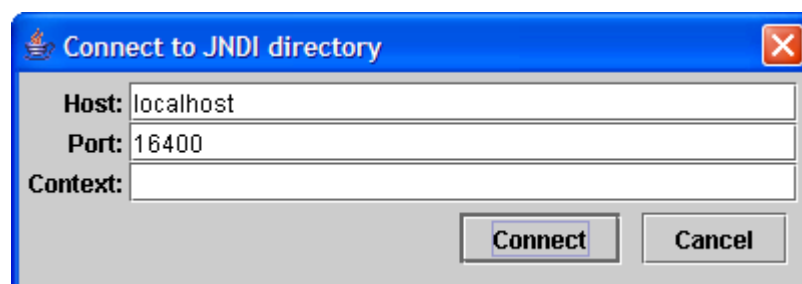 Connect to JNDI directory
Host: localhost
Port: 16400
Context:
Connect Cancel